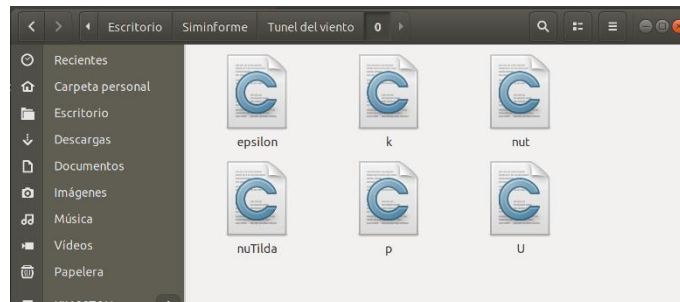 Escritorio Siminforme Tunel del viento 0
Recientes
Carpeta personal
Escritorio
Descargas
Documentos
Imágenes
Música
Vídeos
Papelera
epsilon k nut
nuTilda p U